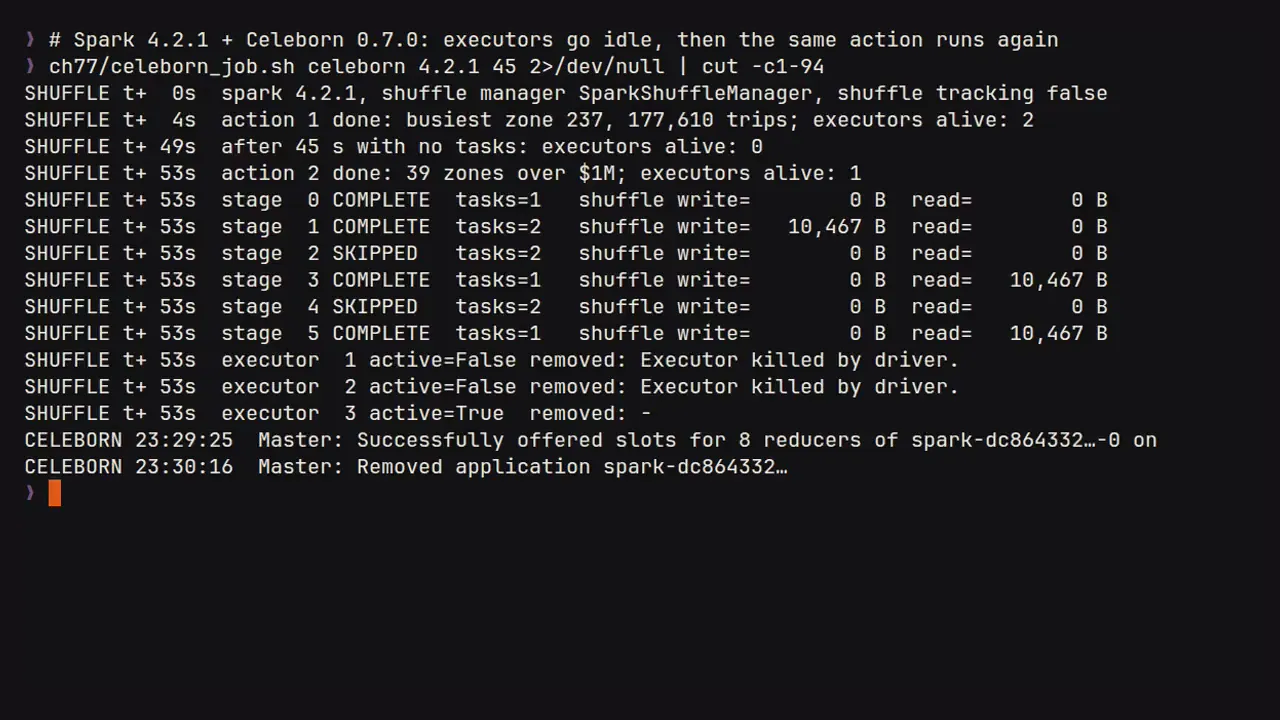 ❯ # Spark 4.2.1 + Celeborn 0.7.0: executors go idle, then the same action runs again
❯ ch77/celeborn_job.sh celeborn 4.2.1 45 2>/dev/null | cut -c1-94
SHUFFLE t+  0s  spark 4.2.1, shuffle manager SparkShuffleManager, shuffle tracking false
SHUFFLE t+  4s  action 1 done: busiest zone 237, 177,610 trips; executors alive: 2
SHUFFLE t+ 49s  after 45 s with no tasks: executors alive: 0
SHUFFLE t+ 53s  action 2 done: 39 zones over $1M; executors alive: 1
SHUFFLE t+ 53s  stage  0 COMPLETE  tasks=1   shuffle write=        0 B  read=        0 B
SHUFFLE t+ 53s  stage  1 COMPLETE  tasks=2   shuffle write=   10,467 B  read=        0 B
SHUFFLE t+ 53s  stage  2 SKIPPED   tasks=2   shuffle write=        0 B  read=        0 B
SHUFFLE t+ 53s  stage  3 COMPLETE  tasks=1   shuffle write=        0 B  read=   10,467 B
SHUFFLE t+ 53s  stage  4 SKIPPED   tasks=2   shuffle write=        0 B  read=        0 B
SHUFFLE t+ 53s  stage  5 COMPLETE  tasks=1   shuffle write=        0 B  read=   10,467 B
SHUFFLE t+ 53s  executor  1 active=False removed: Executor killed by driver.
SHUFFLE t+ 53s  executor  2 active=False removed: Executor killed by driver.
SHUFFLE t+ 53s  executor  3 active=True  removed: -
CELEBORN 23:29:25  Master: Successfully offered slots for 8 reducers of spark-dc864332…-0 on
CELEBORN 23:30:16  Master: Removed application spark-dc864332…
❯